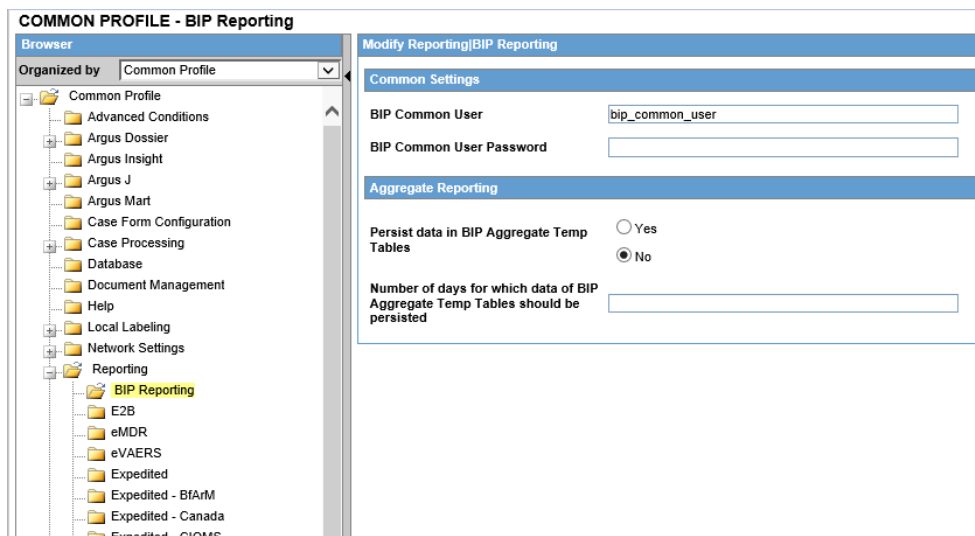 COMMON PROFILE - BIP Reporting
Browser
Organized by Common Profile
Common Profile
Advanced Conditions
Argus Dossier
Argus Insight
Argus J
Argus Mart
Case Form Configuration
Case Processing
Database
Document Management
Help
Local Labeling
Network Settings
Reporting
BIP Reporting
E2B
eMDR
eVAERS
Expedited
Expedited - BfArM
Expedited - Canada
Expedited - CIOMS
Modify Reporting|BIP Reporting
Common Settings
BIP Common User bip_common_user
BIP Common User Password
Aggregate Reporting
Persist data in BIP Aggregate Temp
Tables
Yes
No
Number of days for which data of BIP
Aggregate Temp Tables should be
persisted